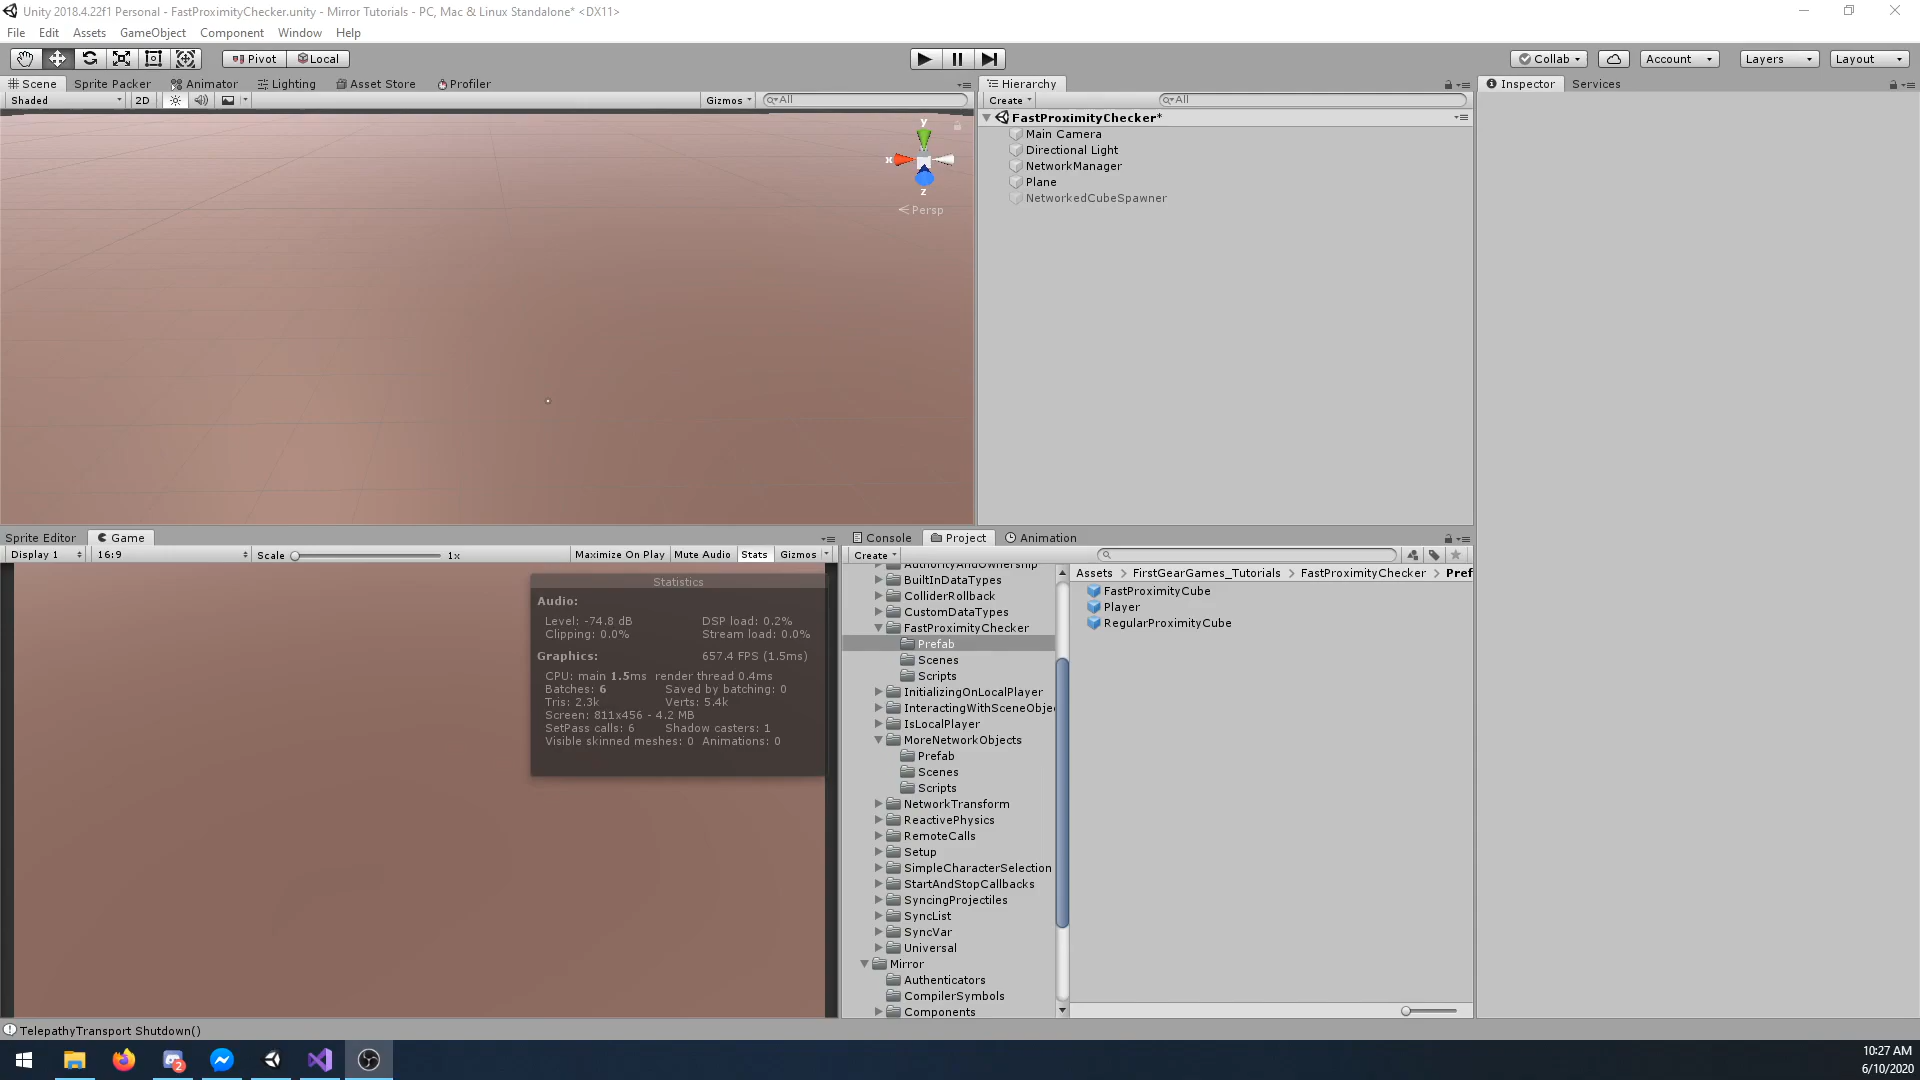 Unity 2018.4.22f1 Personal - FastProximityChecker.unity - Mirror Tutorials - PC, Mac & Linux Standalone* <DX11>
File Edit Assets GameObject Component Window Help
Pivot Local Collab Account Layers Layout
Scene Sprite Packer Animator Lighting Asset Store Profiler
Shaded 2D Gizmos All
y
x
z
Persp
Hierarchy
Create All
FastProximityChecker*
Main Camera
Directional Light
NetworkManager
Plane
NetworkedCubeSpawner
Inspector Services
Sprite Editor Game
Display 1 16:9 Scale 1x Maximize On Play Mute Audio Stats Gizmos
Statistics
Audio:
Level: -74.8 dB DSP load: 0.2%
Clipping: 0.0% Stream load: 0.0%
Graphics: 657.4 FPS (1.5ms)
CPU: main 1.5ms render thread 0.4ms
Batches: 6 Saved by batching: 0
Tris: 2.3k Verts: 5.4k
Screen: 811x456 - 4.2 MB
SetPass calls: 6 Shadow casters: 1
Visible skinned meshes: 0 Animations: 0
Console Project Animation
Create
AuthorityAndOwnership
BuiltInDataTypes
ColliderRollback
CustomDataTypes
FastProximityChecker
Prefab
Scenes
Scripts
InitializingOnLocalPlayer
InteractingWithSceneObje
IsLocalPlayer
MoreNetworkObjects
Prefab
Scenes
Scripts
NetworkTransform
ReactivePhysics
RemoteCalls
Setup
SimpleCharacterSelection
StartAndStopCallbacks
SyncingProjectiles
SyncList
SyncVar
Universal
Mirror
Authenticators
CompilerSymbols
Components
Assets > FirstGearGames_Tutorials > FastProximityChecker > Pref
FastProximityCube
Player
RegularProximityCube
TelepathyTransport Shutdown()
2
10:27 AM
6/10/2020